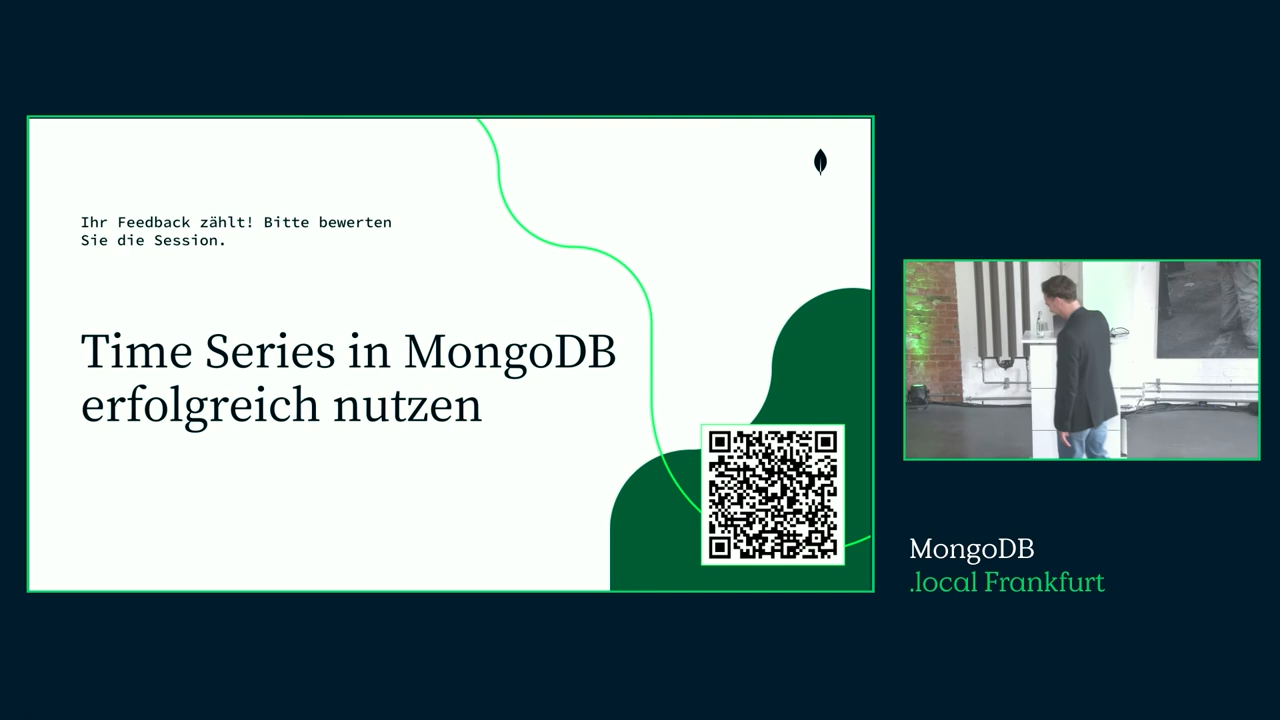 Ihr Feedback zählt! Bitte bewerten
Sie die Session.
Time Series in MongoDB
erfolgreich nutzen
MongoDB
.local Frankfurt